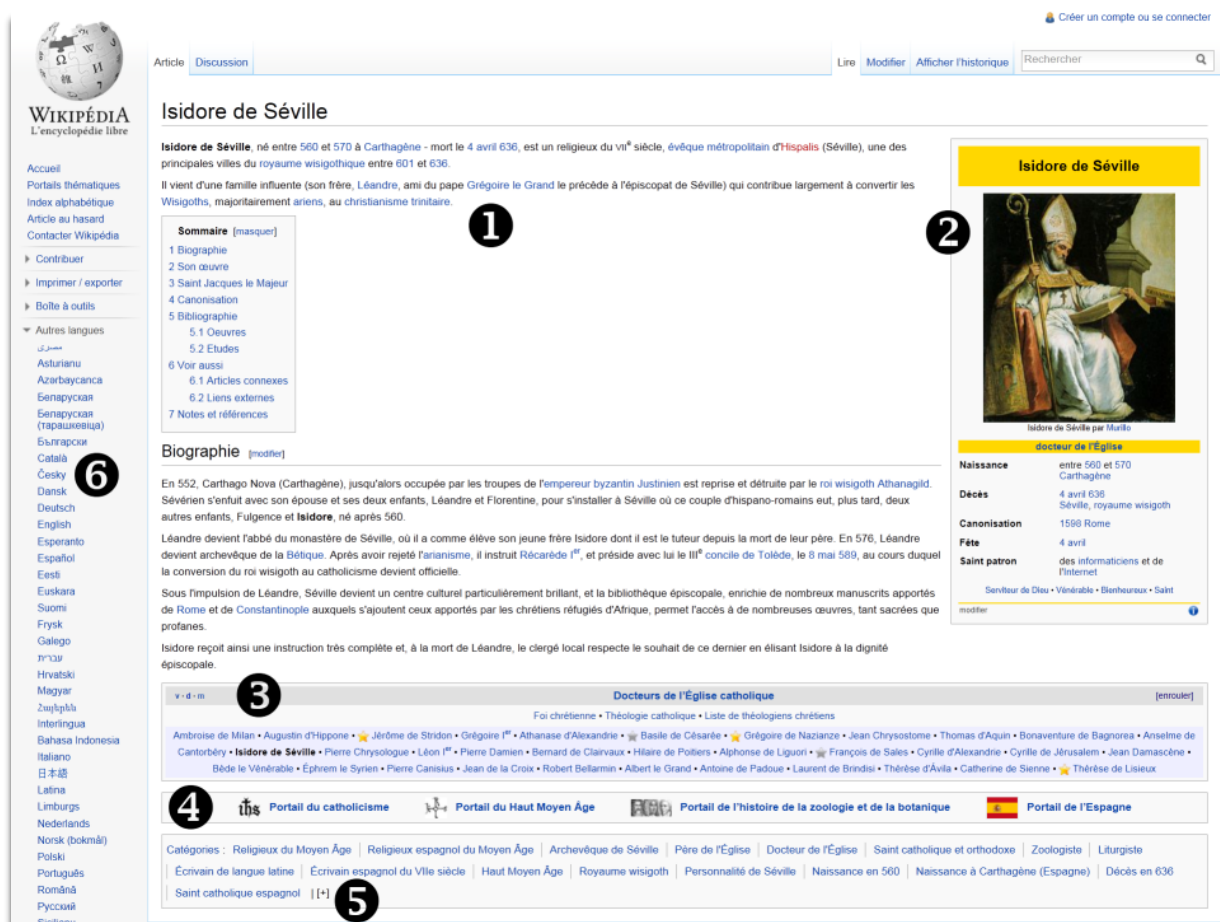 Créer un compte ou se connecter
Article Discussion
Lire Modifier Afficher l'historique Rechercher
WIKIPÉDIA
L'encyclopédie libre
Accueil
Portails thématiques
Index alphabétique
Article au hasard
Contacter Wikipédia
Contribuer
Imprimer / exporter
Boîte à outils
Autres langues
مصرى
Asturianu
Azərbaycanca
Беларуская
Беларуская
(тарашкевіца)
Български
Català
Česky
Dansk
Deutsch
English
Esperanto
Español
Eesti
Euskara
Suomi
Frysk
Galego
עברית
Hrvatski
Magyar
Հայերեն
Interlingua
Bahasa Indonesia
Italiano
日本語
Latina
Limburgs
Nederlands
Norsk (bokmål)
Polski
Português
Română
Русский
6
Isidore de Séville
Isidore de Séville, né entre 560 et 570 à Carthagène - mort le 4 avril 636, est un religieux du VIIe siècle, évêque métropolitain d'Hispalis (Séville), une des
principales villes du royaume wisigothique entre 601 et 636.
Il vient d'une famille influente (son frère, Léandre, ami du pape Grégoire le Grand le précède à l'épiscopat de Séville) qui contribue largement à convertir les
Wisigoths, majoritairement ariens, au christianisme trinitaire.
1
Sommaire [masquer]
1 Biographie
2 Son œuvre
3 Saint Jacques le Majeur
4 Canonisation
5 Bibliographie
5.1 Oeuvres
5.2 Etudes
6 Voir aussi
6.1 Articles connexes
6.2 Liens externes
7 Notes et références
Biographie [modifier]
En 552, Carthago Nova (Carthagène), jusqu'alors occupée par les troupes de l'empereur byzantin Justinien est reprise et détruite par le roi wisigoth Athanagild.
Sévérien s'enfuit avec son épouse et ses deux enfants, Léandre et Florentine, pour s'installer à Séville où ce couple d'hispano-romains eut, plus tard, deux
autres enfants, Fulgence et Isidore, né après 560.
Léandre devient l'abbé du monastère de Séville, où il a comme élève son jeune frère Isidore dont il est le tuteur depuis la mort de leur père. En 576, Léandre
devient archevêque de la Bétique. Après avoir rejeté l'arianisme, il instruit Récarède Ier, et préside avec lui le IIIe concile de Tolède, le 8 mai 589, au cours duquel
la conversion du roi wisigoth au catholicisme devient officielle.
Sous l'impulsion de Léandre, Séville devient un centre culturel particulièrement brillant, et la bibliothèque épiscopale, enrichie de nombreux manuscrits apportés
de Rome et de Constantinople auxquels s'ajoutent ceux apportés par les chrétiens réfugiés d'Afrique, permet l'accès à de nombreuses œuvres, tant sacrées que
profanes.
Isidore reçoit ainsi une instruction très complète et, à la mort de Léandre, le clergé local respecte le souhait de ce dernier en élisant Isidore à la dignité
épiscopale.
Isidore de Séville
2
Isidore de Séville par Murillo
docteur de l'Église
Naissance entre 560 et 570
Carthagène
Décès 4 avril 636
Séville, royaume wisigoth
Canonisation 1598 Rome
Fête 4 avril
Saint patron des informaticiens et de
l'Internet
Serviteur de Dieu • Vénérable • Bienheureux • Saint
modifier
v · d · m 3 Docteurs de l'Église catholique [enrouler]
Foi chrétienne • Théologie catholique • Liste de théologiens chrétiens
Ambroise de Milan • Augustin d'Hippone • Jérôme de Stridon • Grégoire Ier • Athanase d'Alexandrie • Basile de Césarée • Grégoire de Nazianze • Jean Chrysostome • Thomas d'Aquin • Bonaventure de Bagnorea • Anselme de
Cantorbéry • Isidore de Séville • Pierre Chrysologue • Léon Ier • Pierre Damien • Bernard de Clairvaux • Hilaire de Poitiers • Alphonse de Liguori • François de Sales • Cyrille d'Alexandrie • Cyrille de Jérusalem • Jean Damascène •
Bède le Vénérable • Éphrem le Syrien • Pierre Canisius • Jean de la Croix • Robert Bellarmin • Albert le Grand • Antoine de Padoue • Laurent de Brindisi • Thérèse d'Ávila • Catherine de Sienne • Thérèse de Lisieux
4 ihs Portail du catholicisme Portail du Haut Moyen Âge Portail de l'histoire de la zoologie et de la botanique Portail de l'Espagne
Catégories : Religieux du Moyen Âge | Religieux espagnol du Moyen Âge | Archevêque de Séville | Père de l'Église | Docteur de l'Église | Saint catholique et orthodoxe | Zoologiste | Liturgiste
| Écrivain de langue latine | Écrivain espagnol du VIIe siècle | Haut Moyen Âge | Royaume wisigoth | Personnalité de Séville | Naissance en 560 | Naissance à Carthagène (Espagne) | Décès en 636
| Saint catholique espagnol | [+] 5